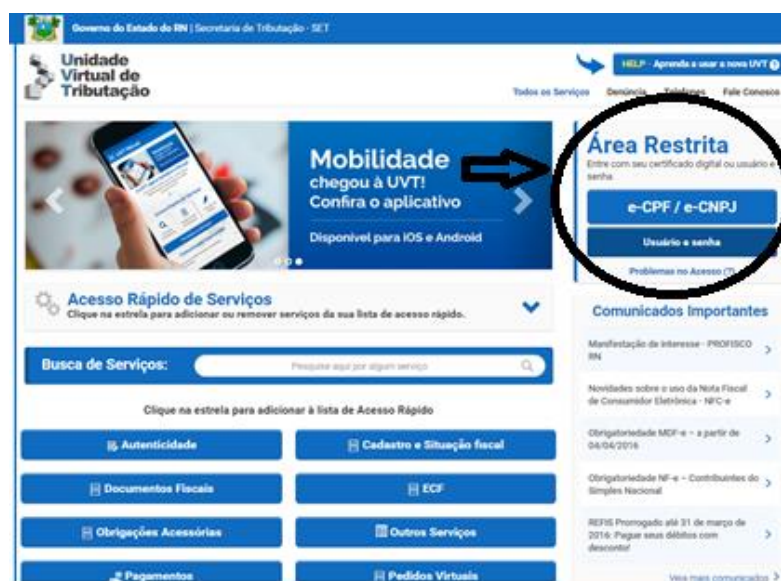 Governo do Estado do RN | Secretaria de Tributação - SET
Unidade
Virtual de
Tributação
HELP - Aprenda a usar a nova UVT
Todos os Serviços Denúncia Telefones Fale Conosco
Mobilidade
chegou à UVT!
Confira o aplicativo
Disponível para iOS e Android
Área Restrita
Entre com seu certificado digital ou usuário e
senha
e-CPF / e-CNPJ
Usuário e senha
Problemas no Acesso (?)
Acesso Rápido de Serviços
Clique na estrela para adicionar ou remover serviços da sua lista de acesso rápido.
Busca de Serviços:
Pesquise aqui por algum serviço
Clique na estrela para adicionar à lista de Acesso Rápido
Autenticidade
Cadastro e Situação fiscal
Documentos Fiscais
ECF
Obrigações Acessórias
Outros Serviços
Pagamentos
Pedidos Virtuais
Comunicados Importantes
Manifestação de interesse - PROFISCO
RN
Novidades sobre o uso da Nota Fiscal
de Consumidor Eletrônica - NFC-e
Obrigatoriedade MDF-e – a partir de
04/04/2016
Obrigatoriedade NF-e – Contribuintes do
Simples Nacional
REFIS Prorrogado até 31 de março de
2016: Pague seus débitos com
desconto!
Veja mais comunicados